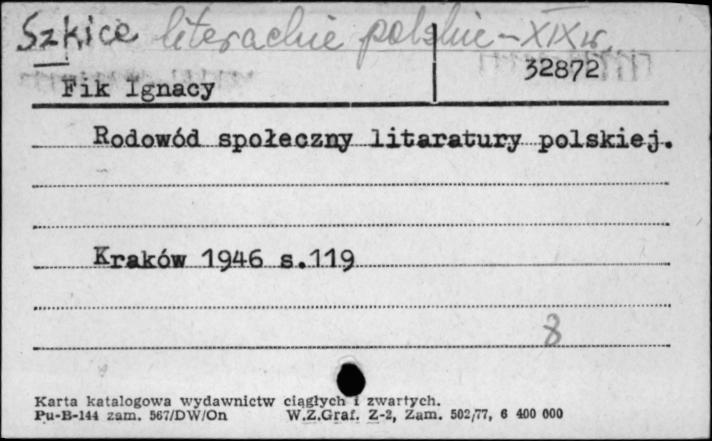 Szkice literackie polskie – XIX w.
32872
Fik Ignacy
Rodowód społeczny litaratury polskiej.
Kraków 1946 s.119
8
Karta katalogowa wydawnictw ciągłych i zwartych.
Pu-B-144 zam. 567/DW/On W.Z.Graf. Z-2, Zam. 502/77, 6 400 000